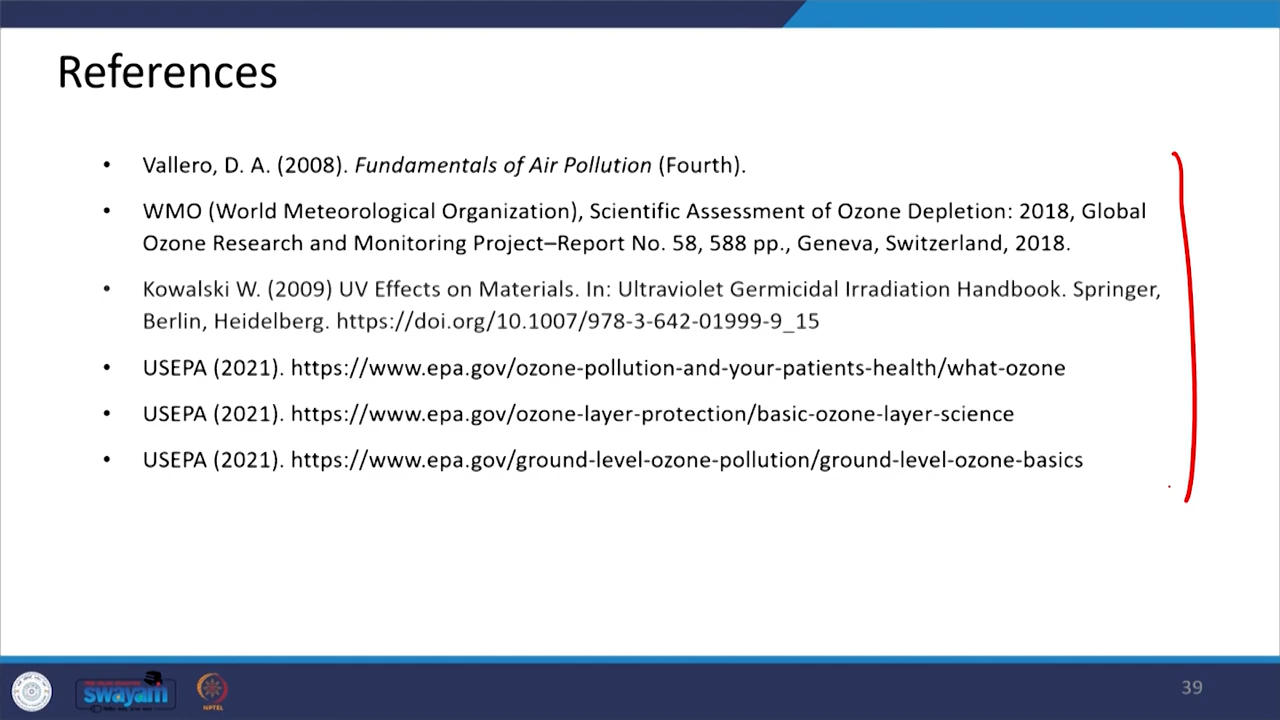 References
• Vallero, D. A. (2008). Fundamentals of Air Pollution (Fourth).
• WMO (World Meteorological Organization), Scientific Assessment of Ozone Depletion: 2018, Global
Ozone Research and Monitoring Project–Report No. 58, 588 pp., Geneva, Switzerland, 2018.
• Kowalski W. (2009) UV Effects on Materials. In: Ultraviolet Germicidal Irradiation Handbook. Springer,
Berlin, Heidelberg. https://doi.org/10.1007/978-3-642-01999-9_15
• USEPA (2021). https://www.epa.gov/ozone-pollution-and-your-patients-health/what-ozone
• USEPA (2021). https://www.epa.gov/ozone-layer-protection/basic-ozone-layer-science
• USEPA (2021). https://www.epa.gov/ground-level-ozone-pollution/ground-level-ozone-basics
swayam
NPTEL
39